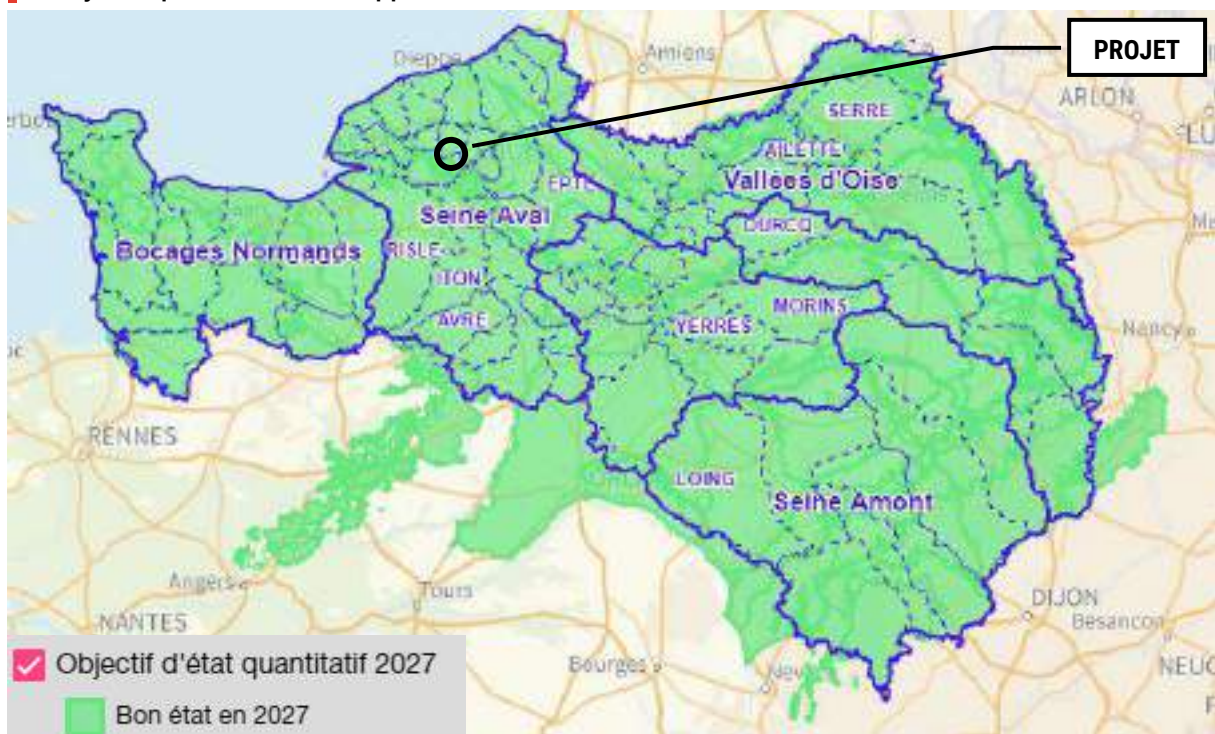 PROJET
Dieppe
Amiens
ARLON
SERRE
AILETTE
Vallées d'Oise
EPTE
Seine Aval
OURCQ
Bocages Normands
RISLE
ITON
MORINS
AVRE
YERRES
Nancy
RENNES
LOING
Seine Amont
Angers
Tours
DIJON
NANTES
Besançon
Objectif d'état quantitatif 2027
Bourges
NEUC
Bon état en 2027